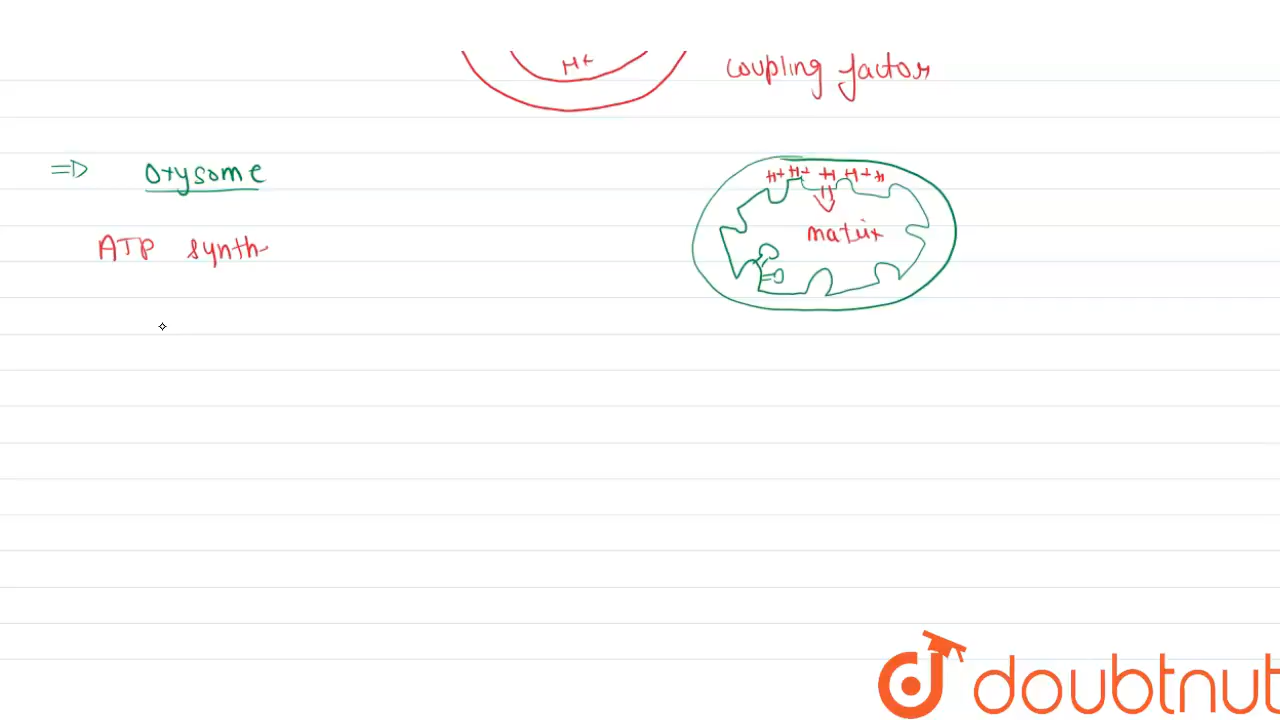 H+
coupling factor
⇒ Oxysome
H+ H+ H H+ H
matrix
ATP synth
doubtnut